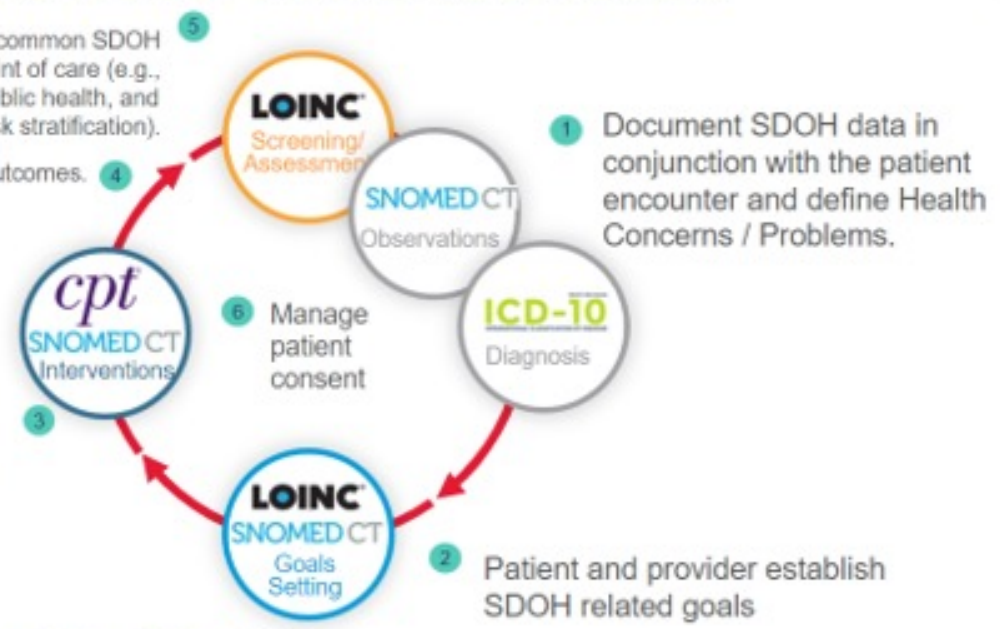 5
common SDOH
nt of care (e.g.,
blic health, and
k stratification).
utcomes. 4
LOINC
Screening/
Assessmen
SNOMED CT
Observations
ICD-10
Diagnosis
1 Document SDOH data in
conjunction with the patient
encounter and define Health
Concerns / Problems.
cpt
SNOMED CT
Interventions
6 Manage
patient
consent
3
LOINC
SNOMED CT
Goals
Setting
2 Patient and provider establish
SDOH related goals